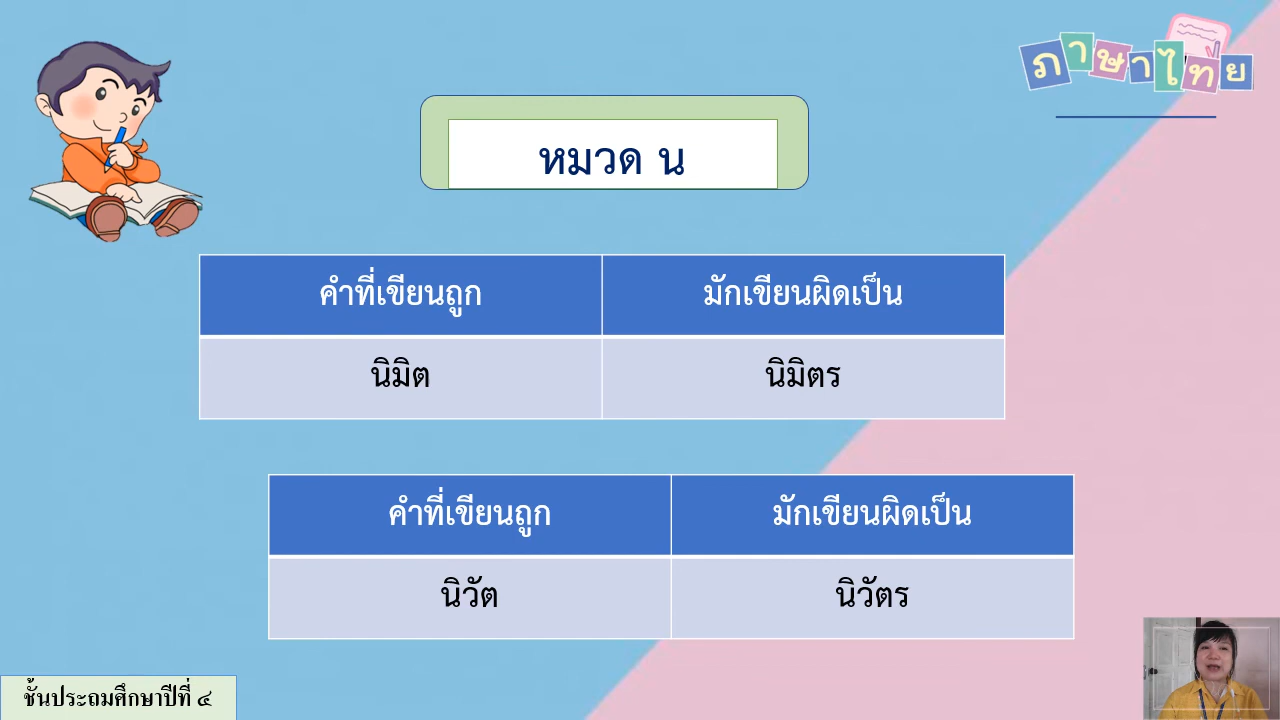 ภาษาไทย
หมวด น
คำที่เขียนถูก มักเขียนผิดเป็น
นิมิต นิมิตร
คำที่เขียนถูก มักเขียนผิดเป็น
นิวัต นิวัตร
ชั้นประถมศึกษาปีที่ ๔